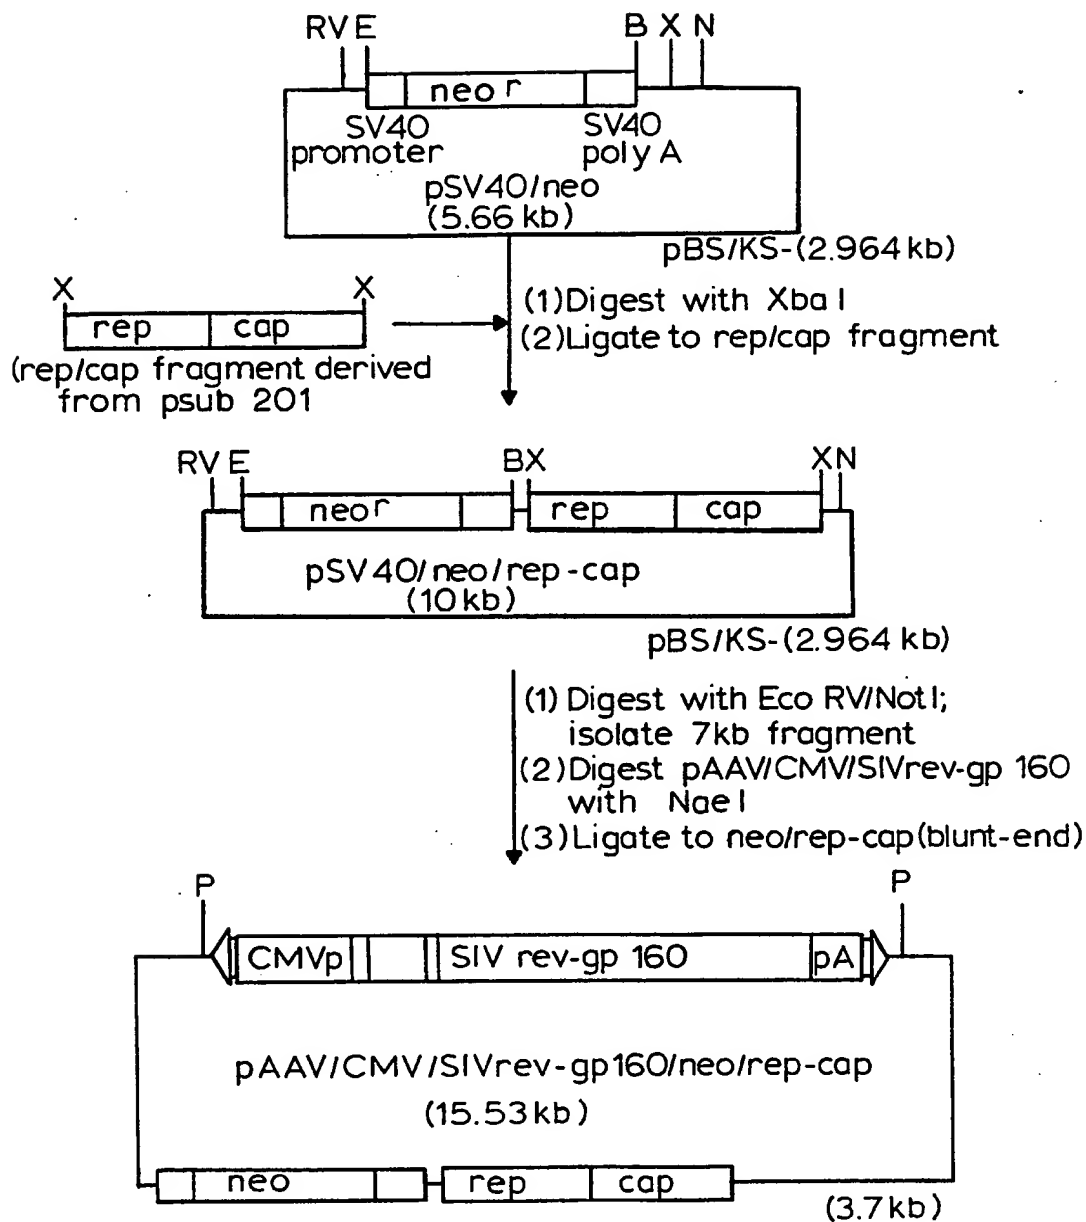 RV E B X N
neo r
SV40 promoter
SV40 poly A
pSV40/neo
(5.66 kb)
pBS/KS-(2.964 kb)
X X
rep cap
(rep/cap fragment derived
from psub 201
(1) Digest with Xba I
(2) Ligate to rep/cap fragment
RV E BX XN
neo r rep cap
pSV40/neo/rep-cap
(10 kb)
pBS/KS-(2.964 kb)
(1) Digest with Eco RV/Not I;
isolate 7kb fragment
(2) Digest pAAV/CMV/SIVrev-gp 160
with Nae I
(3) Ligate to neo/rep-cap (blunt-end)
P P
CMVp SIV rev-gp 160 pA
pAAV/CMV/SIVrev-gp160/neo/rep-cap
(15.53 kb)
neo rep cap
(3.7 kb)